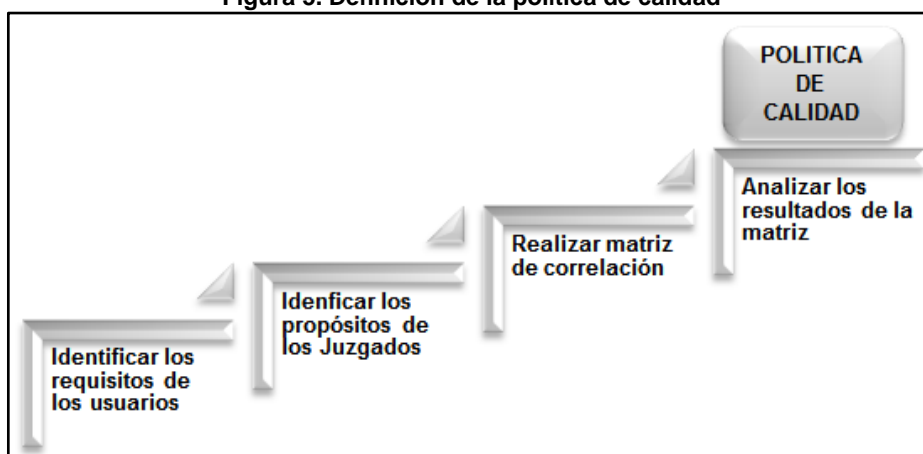 Figura 3. Definición de la política de calidad
POLITICA
DE
CALIDAD
Analizar los
resultados de la
matriz
Realizar matriz
de correlación
Idenficar los
propósitos de
los Juzgados
Identificar los
requisitos de
los usuarios